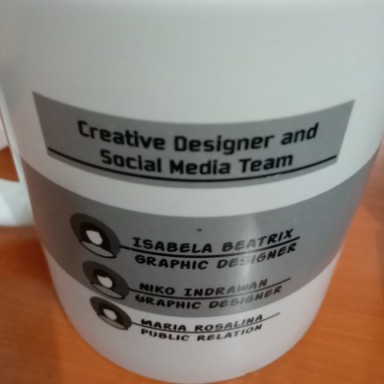 Creative Designer and
Social Media Team
ISABELA BEATRIX
GRAPHIC DESIGNER
NIKO INDRAWAN
GRAPHIC DESIGNER
MARIA ROSALINA
PUBLIC RELATION